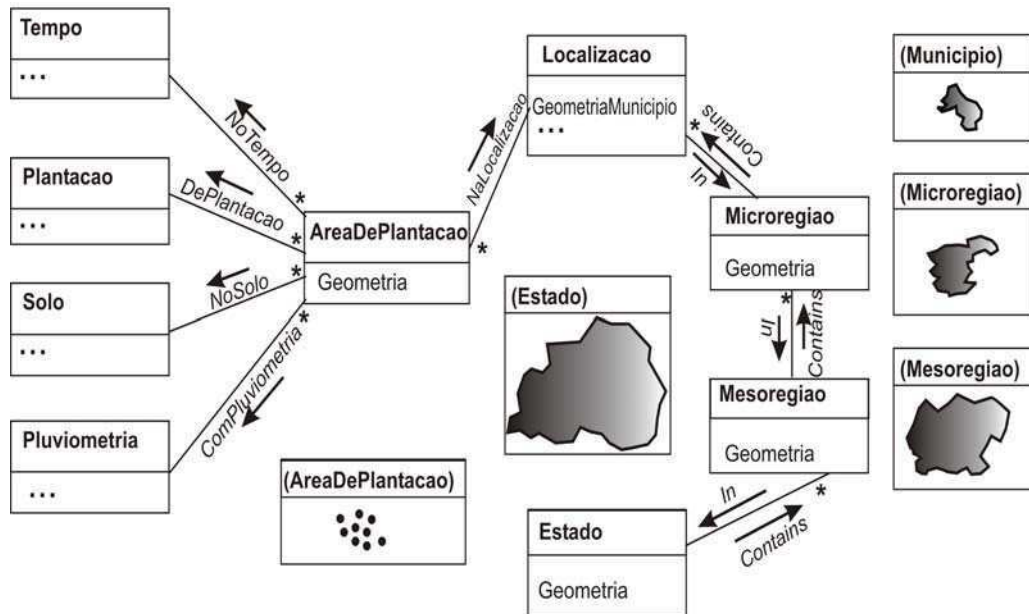 Tempo
...
Plantacao
...
Solo
...
Pluviometria
...
NoTempo
*
DePlantacao
*
NoSolo
*
ComPluviometria
*
AreaDePlantacao
Geometria
NaLocalizacao
*
Localizacao
GeometriaMunicipio
...
Contains
*
In
Microregiao
Geometria
*
In
Contains
Mesoregiao
Geometria
In
*
Contains
Estado
Geometria
(Estado)
(AreaDePlantacao)
(Municipio)
(Microregiao)
(Mesoregiao)